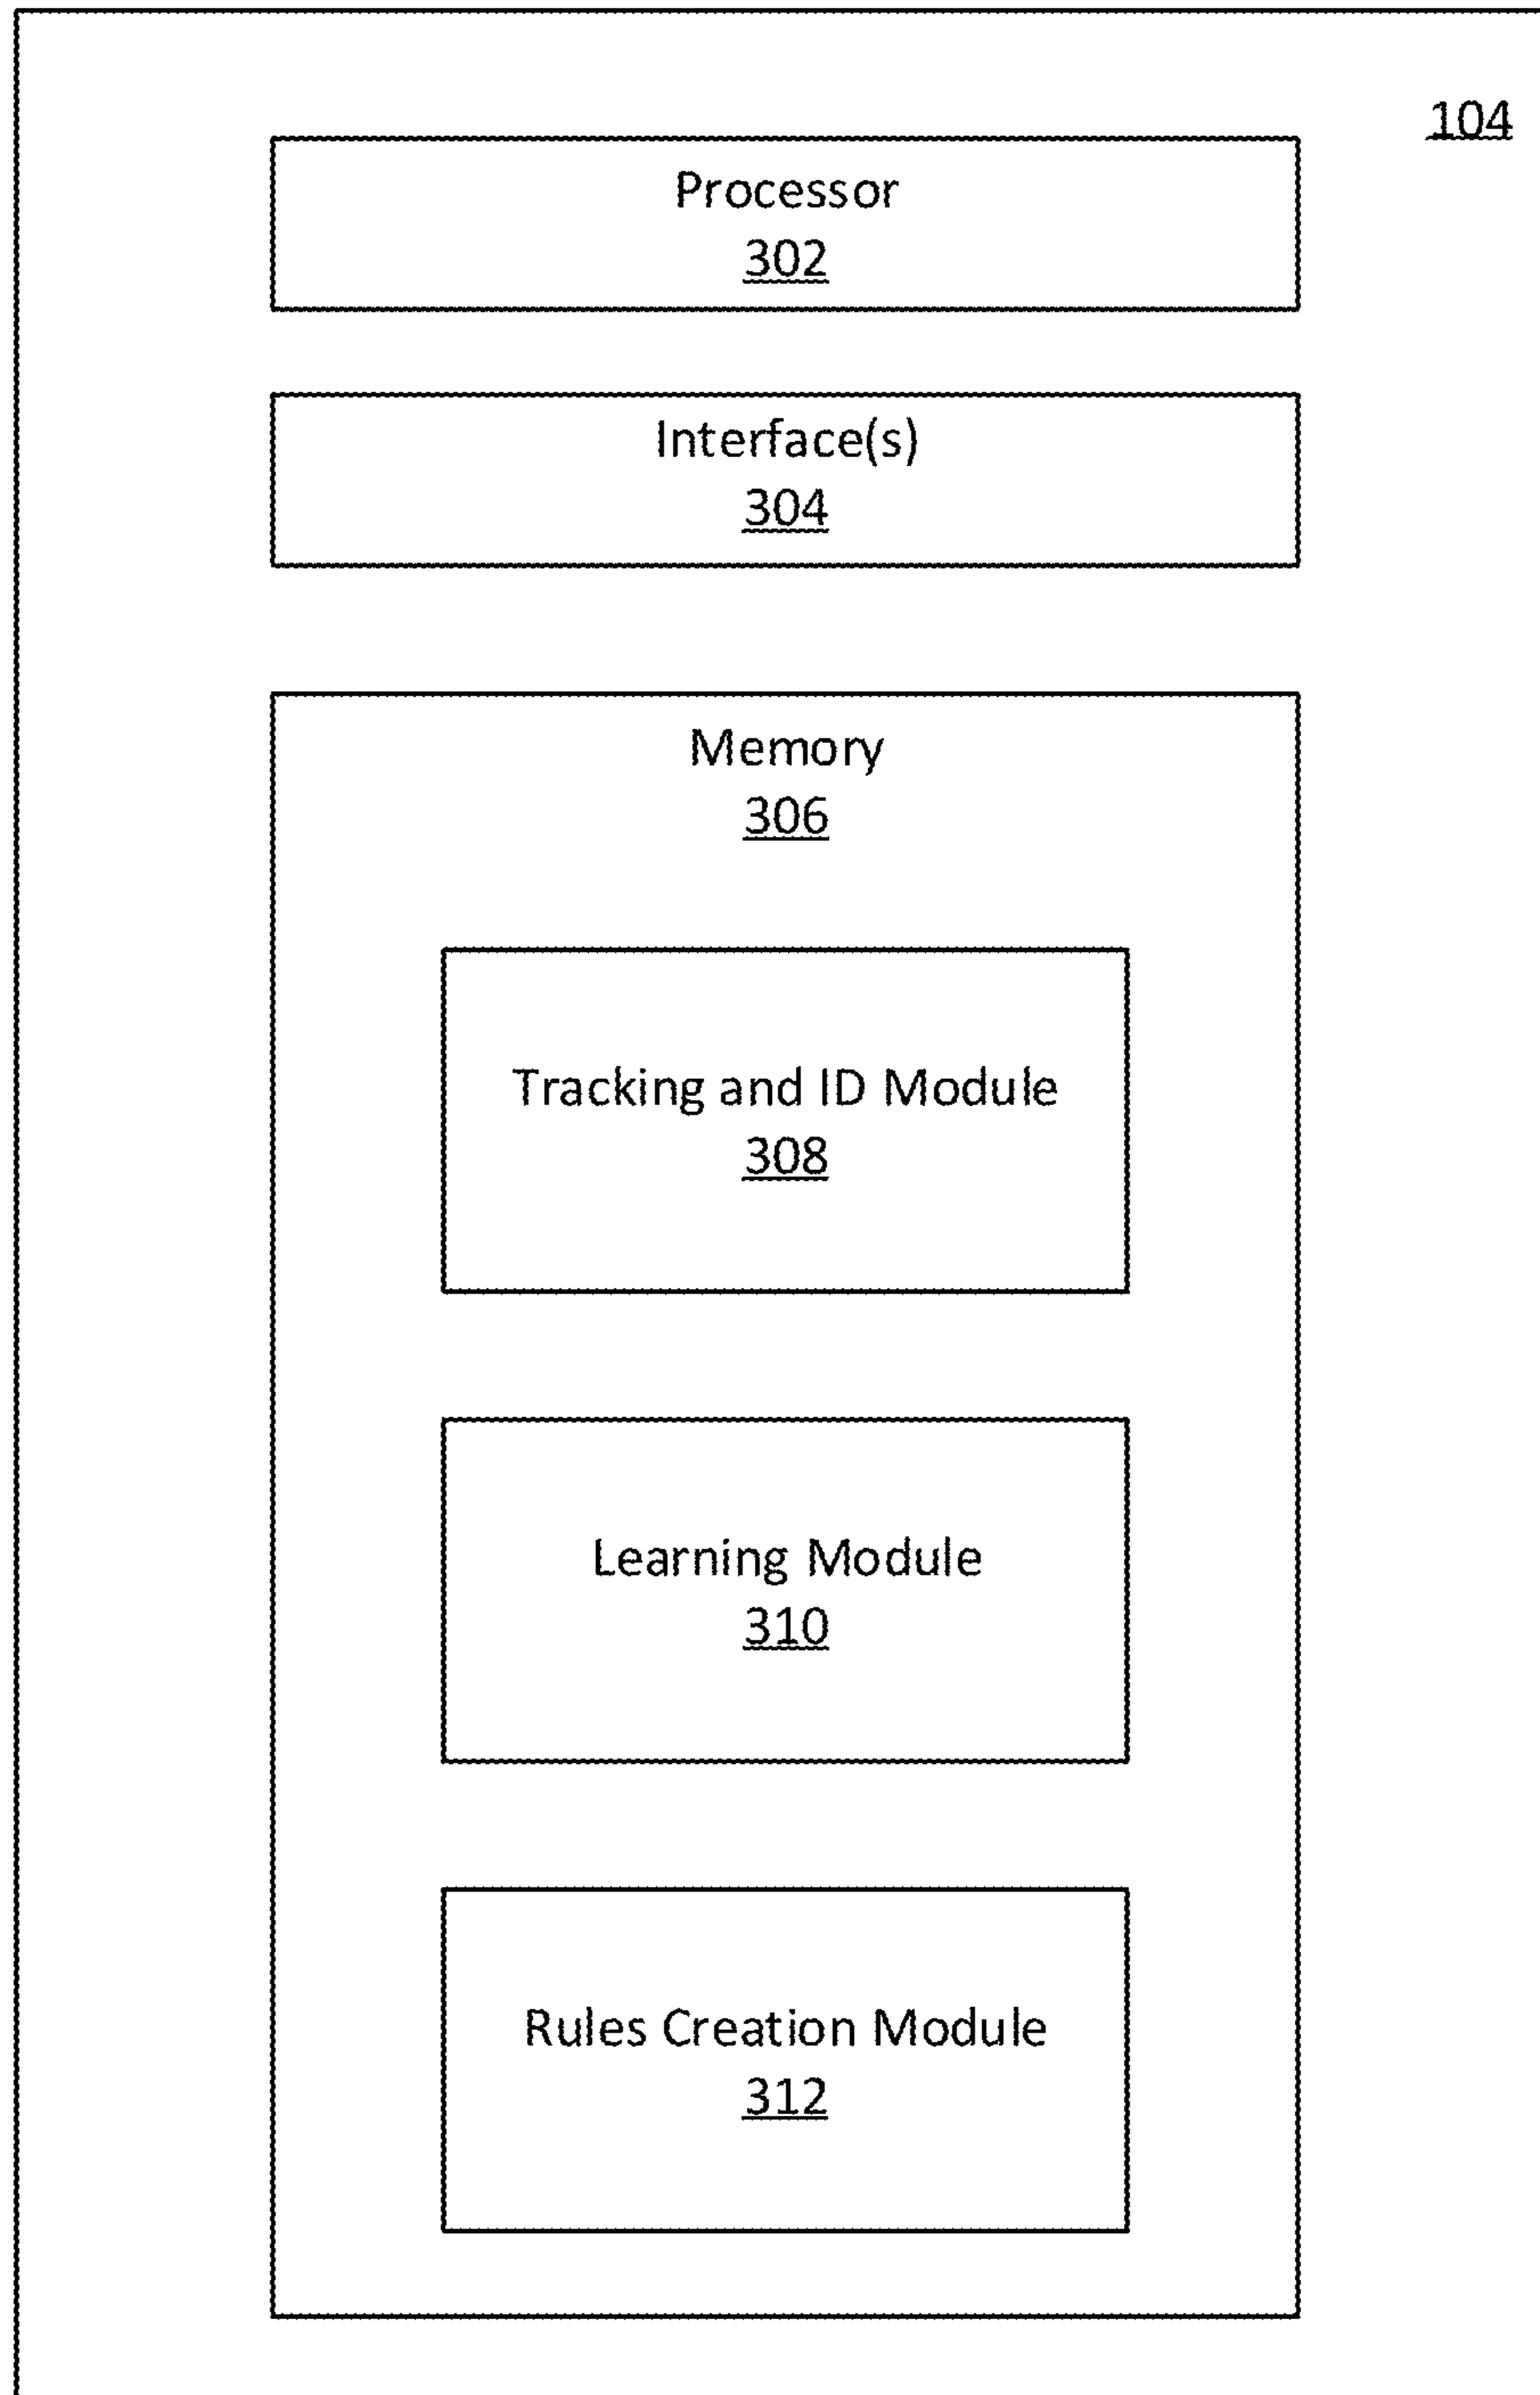 104
Processor
302
Interface(s)
304
Memory
306
Tracking and ID Module
308
Learning Module
310
Rules Creation Module
312